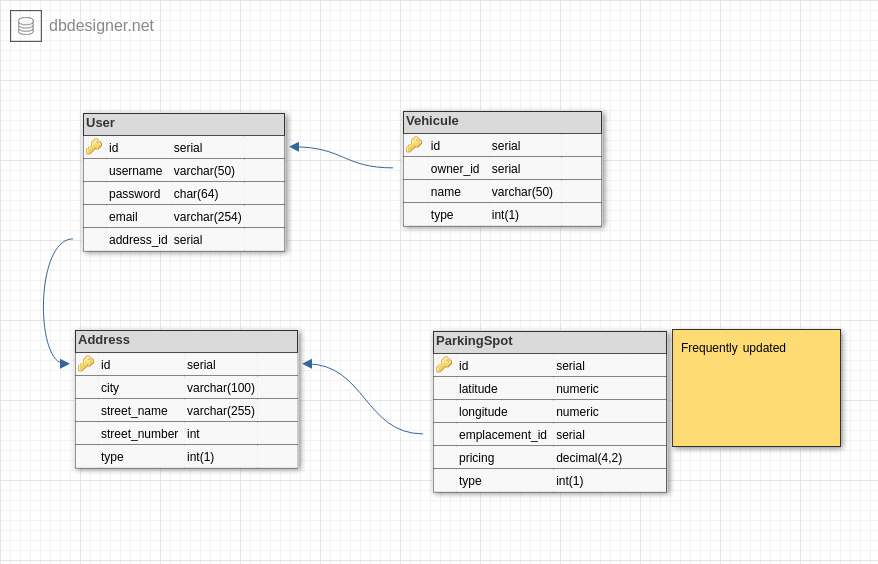 dbdesigner.net
User
id serial
username varchar(50)
password char(64)
email varchar(254)
address_id serial
Vehicule
id serial
owner_id serial
name varchar(50)
type int(1)
Address
id serial
city varchar(100)
street_name varchar(255)
street_number int
type int(1)
ParkingSpot
id serial
latitude numeric
longitude numeric
emplacement_id serial
pricing decimal(4,2)
type int(1)
Frequently updated